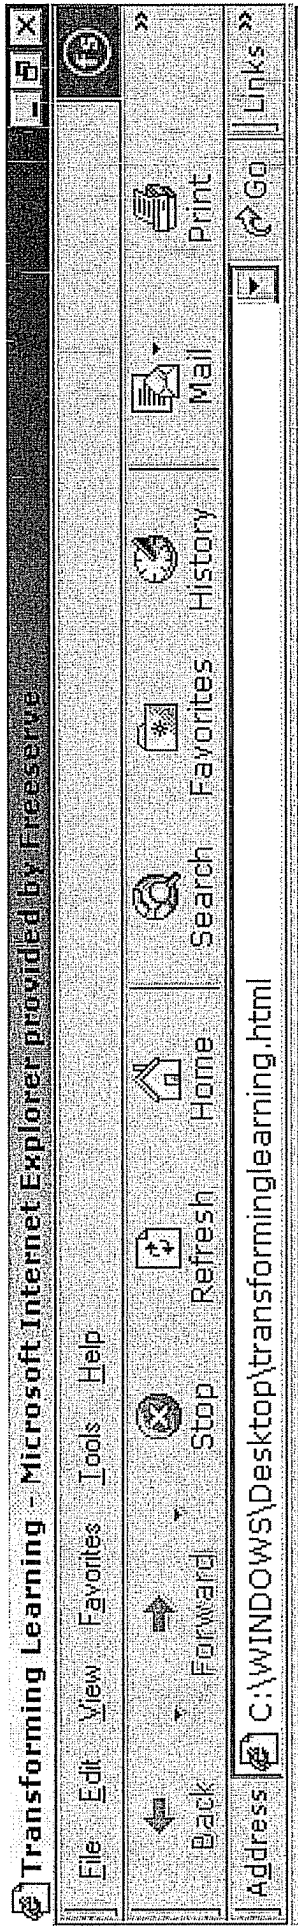 Transforming Learning - Microsoft Internet Explorer provided by Freeserve
File Edit View Favorites Tools Help
fs
Back Forward Stop Refresh Home Search Favorites History Mail Print »
Address C:\WINDOWS\Desktop\transforminglearning.html Go Links »